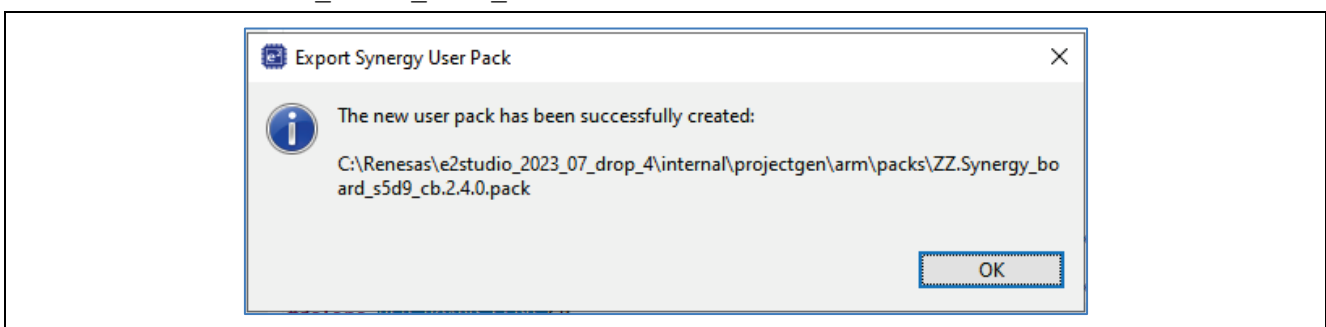 Export Synergy User Pack
The new user pack has been successfully created:
C:\Renesas\e2studio_2023_07_drop_4\internal\projectgen\arm\packs\ZZ.Synergy_bo
ard_s5d9_cb.2.4.0.pack
OK